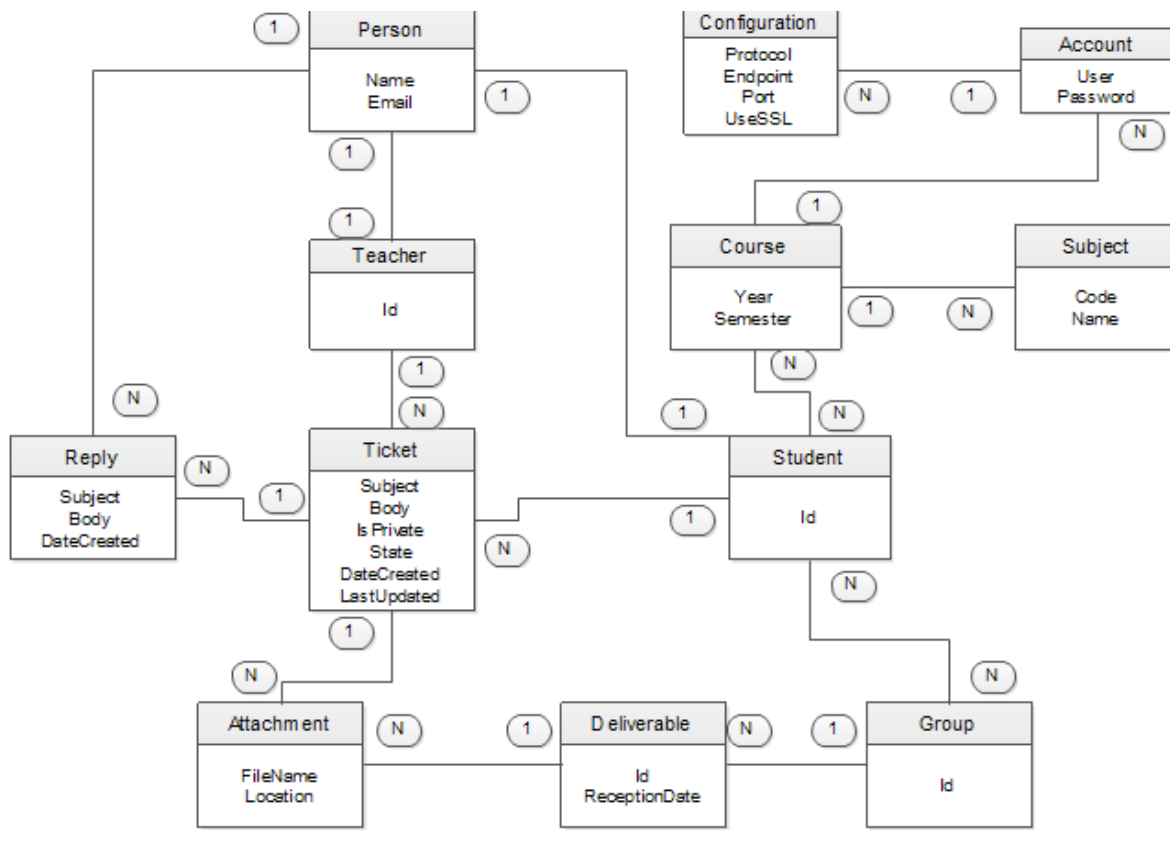 1
Person
Name
Email
1
1
1
Teacher
Id
1
N
Configuration
Protocol
Endpoint
Port
UseSSL
N
1
Account
User
Password
N
1
Course
Year
Semester
1
N
Subject
Code
Name
N
N
N
Reply
Subject
Body
DateCreated
N
1
Ticket
Subject
Body
IsPrivate
State
DateCreated
LastUpdated
N
1
1
Student
Id
1
N
N
N
Attachment
FileName
Location
N
1
Deliverable
Id
ReceptionDate
N
1
Group
Id